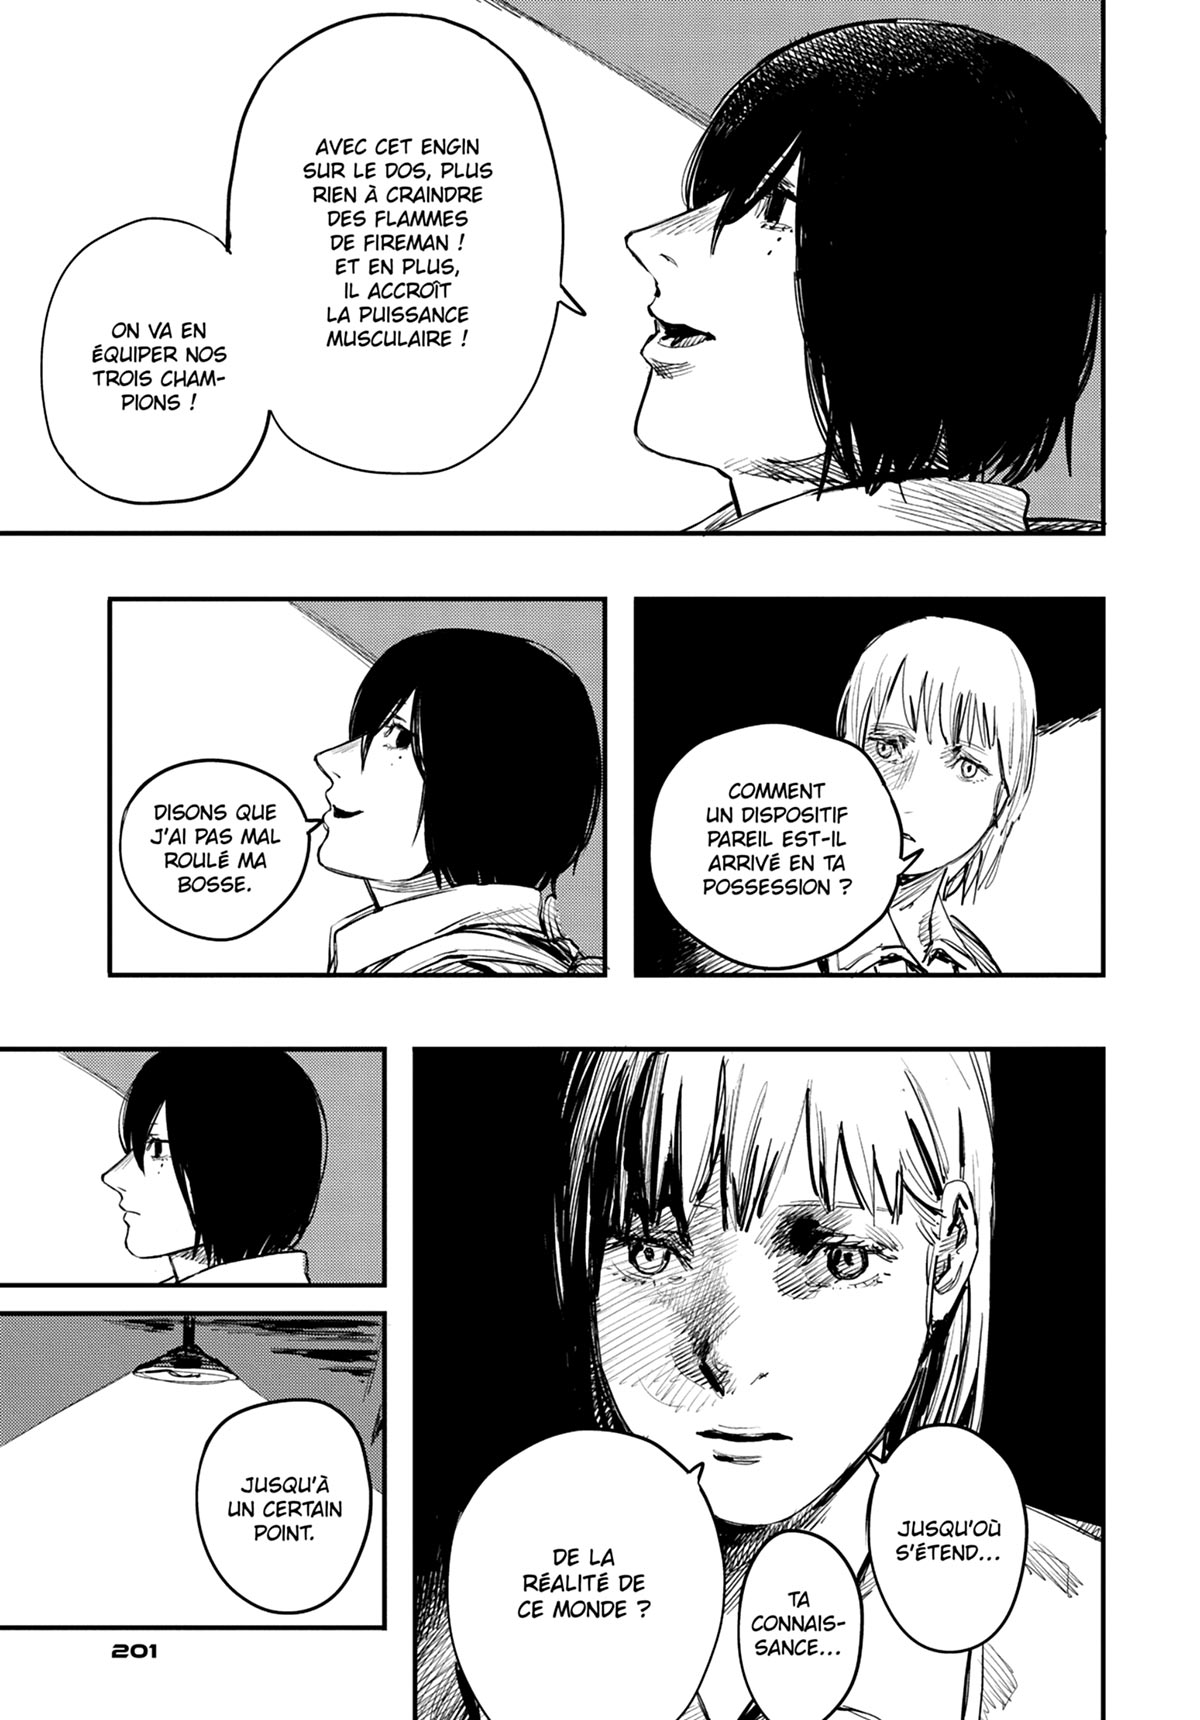 AVEC CET ENGIN
SUR LE DOS, PLUS
RIEN À CRAINDRE
DES FLAMMES
DE FIREMAN !
ET EN PLUS,
IL ACCROÎT
LA PUISSANCE
MUSCULAIRE !
ON VA EN
ÉQUIPER NOS
TROIS CHAM-
PIONS !
COMMENT
UN DISPOSITIF
PAREIL EST-IL
ARRIVÉ EN TA
POSSESSION ?
DISONS QUE
J'AI PAS MAL
ROULÉ MA
BOSSE.
JUSQU'OÙ
S'ÉTEND...
TA
CONNAIS-
SANCE...
DE LA
RÉALITÉ DE
CE MONDE ?
JUSQU'À
UN CERTAIN
POINT.
201